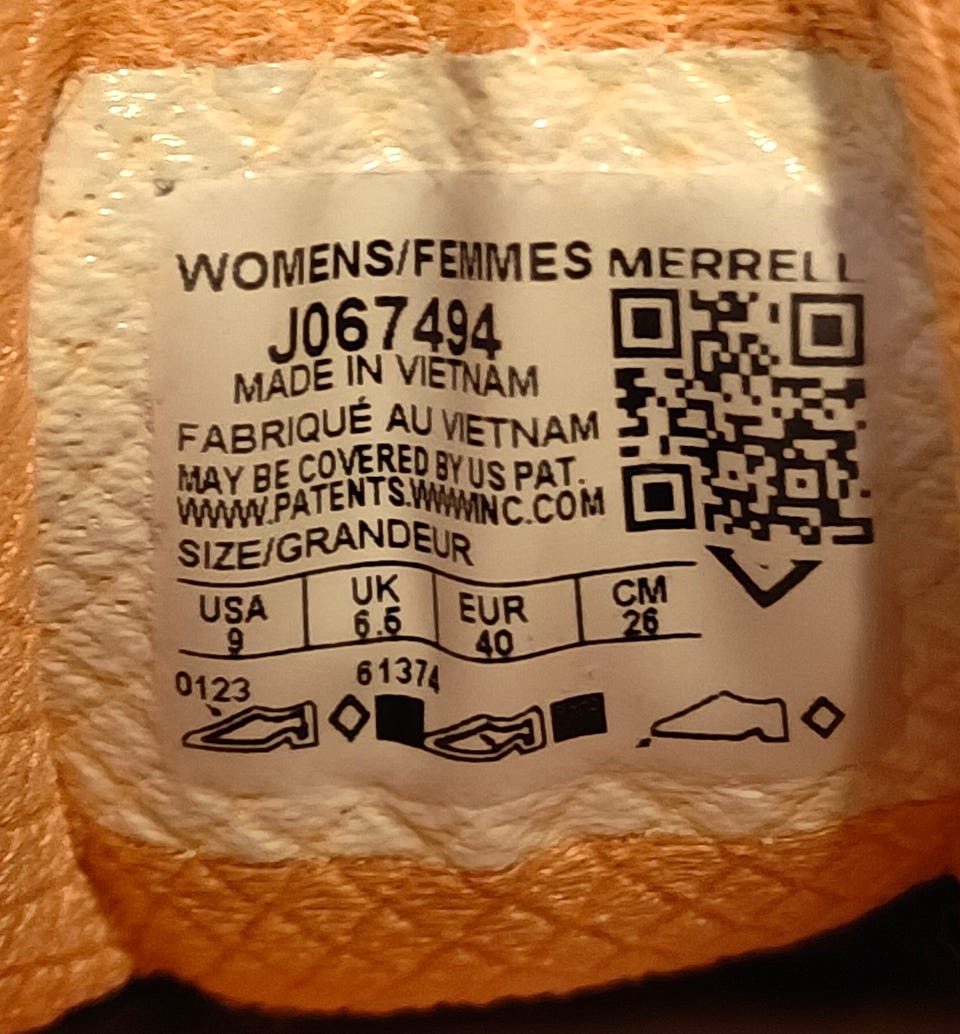 WOMENS/FEMMES MERRELL
J067494
MADE IN VIETNAM
FABRIQUÉ AU VIETNAM
MAY BE COVERED BY US PAT.
WWW.PATENTS.WWWINC.COM
SIZE/GRANDEUR
USA UK EUR CM
9 6.5 40 26
0123 61374